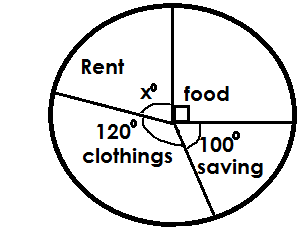 Rent
x⁰ food
120⁰ 100⁰
clothings saving